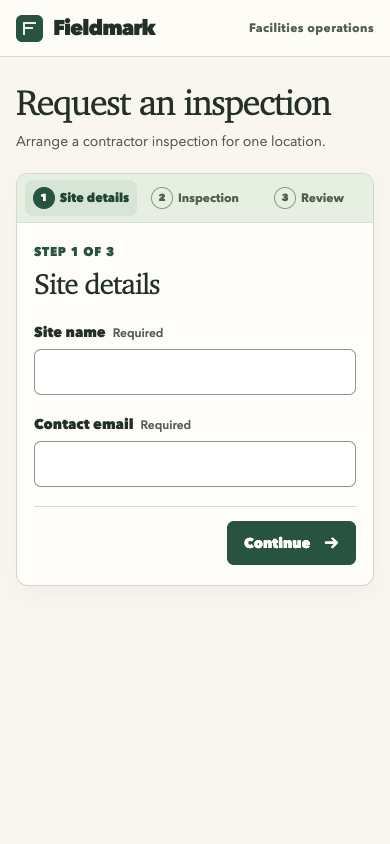 F Fieldmark Facilities operations
Request an inspection
Arrange a contractor inspection for one location.
1 Site details 2 Inspection 3 Review
STEP 1 OF 3
Site details
Site name Required
Contact email Required
Continue →